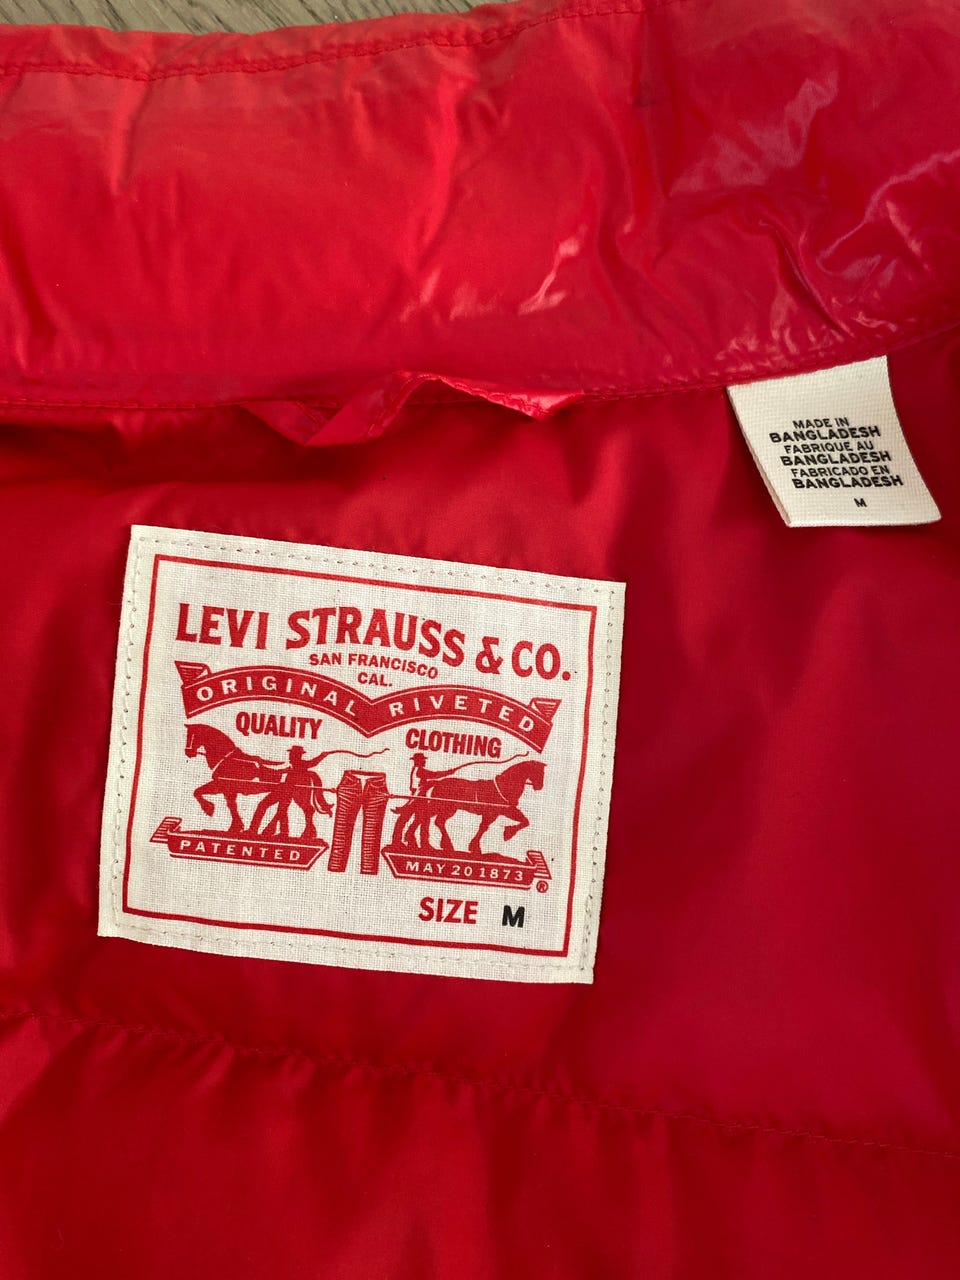 MADE IN
BANGLADESH
FABRIQUE AU
BANGLADESH
FABRICADO EN
BANGLADESH
M
LEVI STRAUSS & CO.
SAN FRANCISCO
CAL.
ORIGINAL RIVETED
QUALITY CLOTHING
PATENTED MAY 20 1873 ®
SIZE M